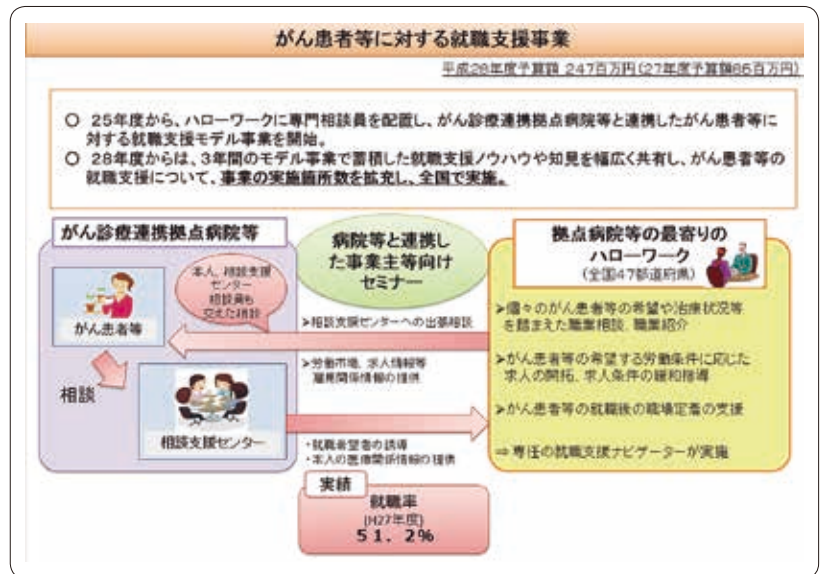 がん患者等に対する就職支援事業
平成28年度予算額 247百万円(27年度予算額85百万円)
○ 25年度から、ハローワークに専門相談員を配置し、がん診療連携拠点病院等と連携したがん患者等に
対する就職支援モデル事業を開始。
○ 28年度からは、3年間のモデル事業で蓄積した就職支援ノウハウや知見を幅広く共有し、がん患者等の
就職支援について、事業の実施箇所数を拡充し、全国で実施。
がん診療連携拠点病院等
本人、相談支援
センター
相談員も
交えた相談
がん患者等
相談
相談支援センター
病院等と連携し
た事業主等向け
セミナー
➢相談支援センターへの出張相談
➢労働市場、求人情報等
雇用関係情報の提供
・就職希望者の誘導
・本人の医療関係情報の提供
実績
就職率
(H27年度)
51.2%
拠点病院等の最寄りの
ハローワーク
(全国47都道府県)
➢個々のがん患者等の希望や治療状況等
を踏まえた職業相談、職業紹介
➢がん患者等の希望する労働条件に応じた
求人の開拓、求人条件の緩和指導
➢がん患者等の就職後の職場定着の支援
⇒専任の就職支援ナビゲーターが実施